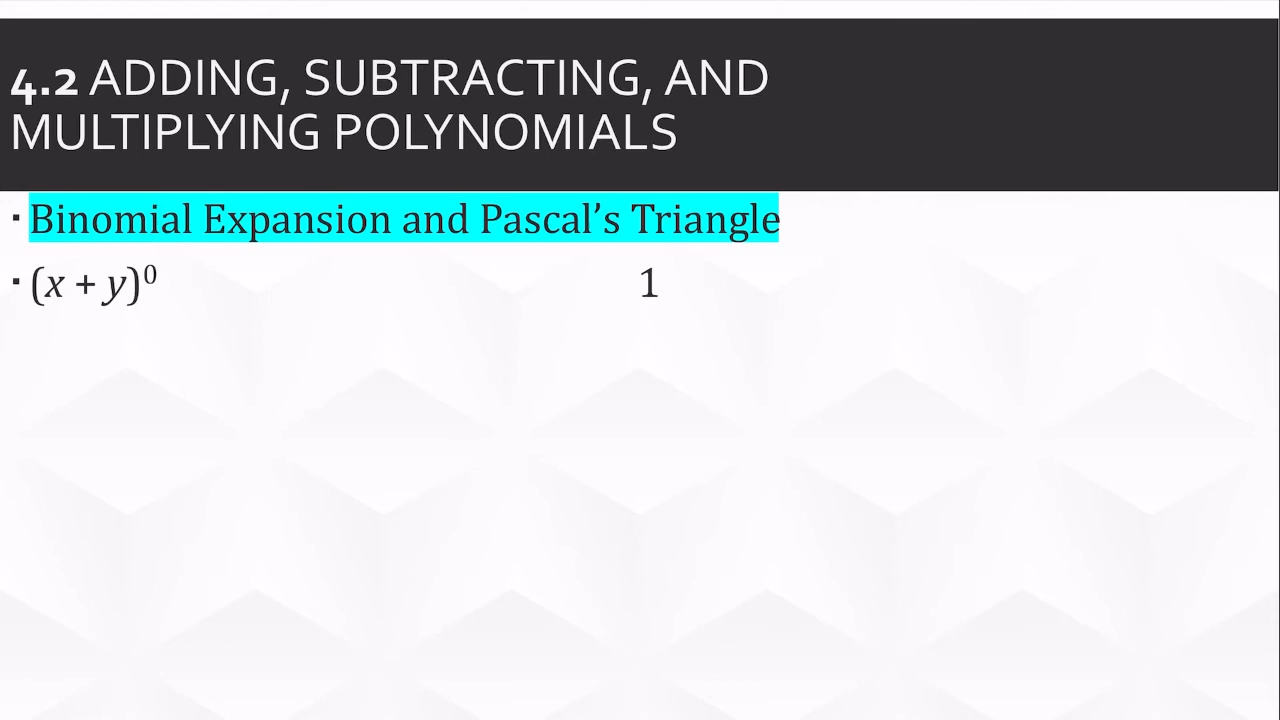 4.2 ADDING, SUBTRACTING, AND
MULTIPLYING POLYNOMIALS
▪ Binomial Expansion and Pascal’s Triangle
▪ (x + y)⁰ 1